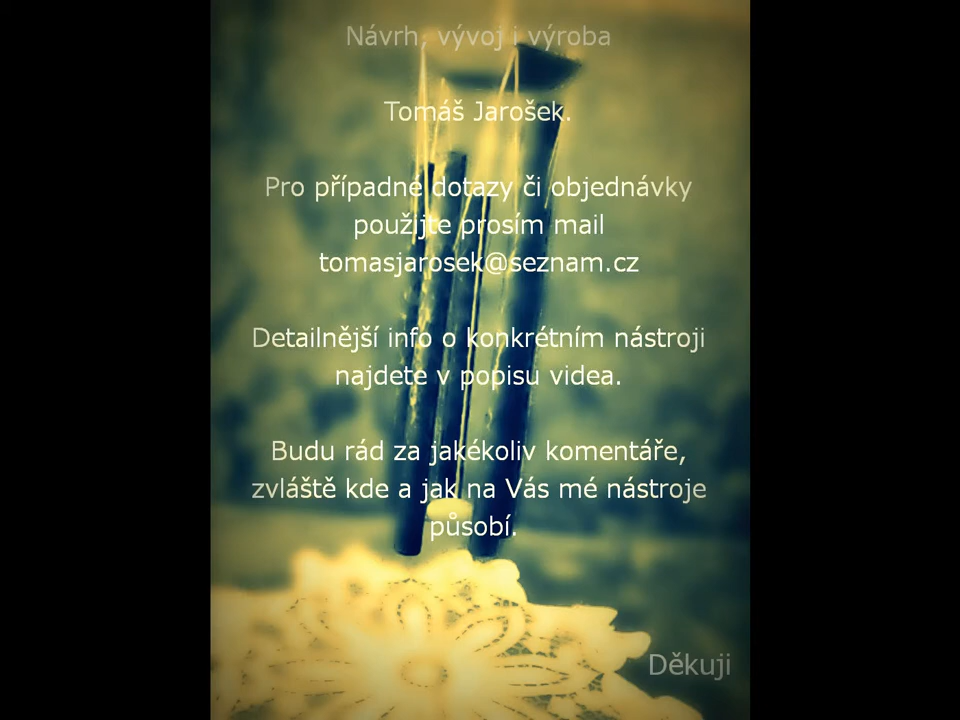 Návrh, vývoj i výroba
Tomáš Jarošek.
Pro případné dotazy či objednávky
použijte prosím mail
tomasjarosek@seznam.cz
Detailnější info o konkrétním nástroji
najdete v popisu videa.
Budu rád za jakékoliv komentáře,
zvláště kde a jak na Vás mé nástroje
působí.
Děkuji